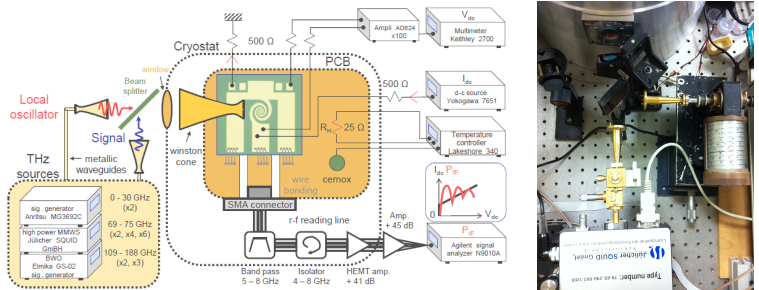 Cryostat
500 Ω
Ampli AD624
x100
Vdc
Multimeter
Keithley 2700
PCB
Beam
splitter
window
Local
oscillator
Signal
THz
sources
metallic
waveguides
winston
cone
500 Ω
Idc
d-c source
Yokogawa 7651
RH
25 Ω
Temperature
controller
Lakeshore 340
cernox
wire
bonding
SMA connector
r-f reading line
Idc PIF
0
Vdc
Amp.
+ 45 dB
PIF
Agilent signal
analyzer N9010A
Band pass
5 – 8 GHz
Isolator
4 – 8 GHz
HEMT amp.
+ 41 dB
sig. generator
Anritsu MG3692C
high power MMWS
Jülicher SQUID
GmBH
BWO
Elmika GS-02
sig. generator
0 - 30 GHz
(x2)
69 - 75 GHz
(x2, x4, x6)
109 - 188 GHz
(x2, x3)
Jülicher SQUID GmbH,
Type number: